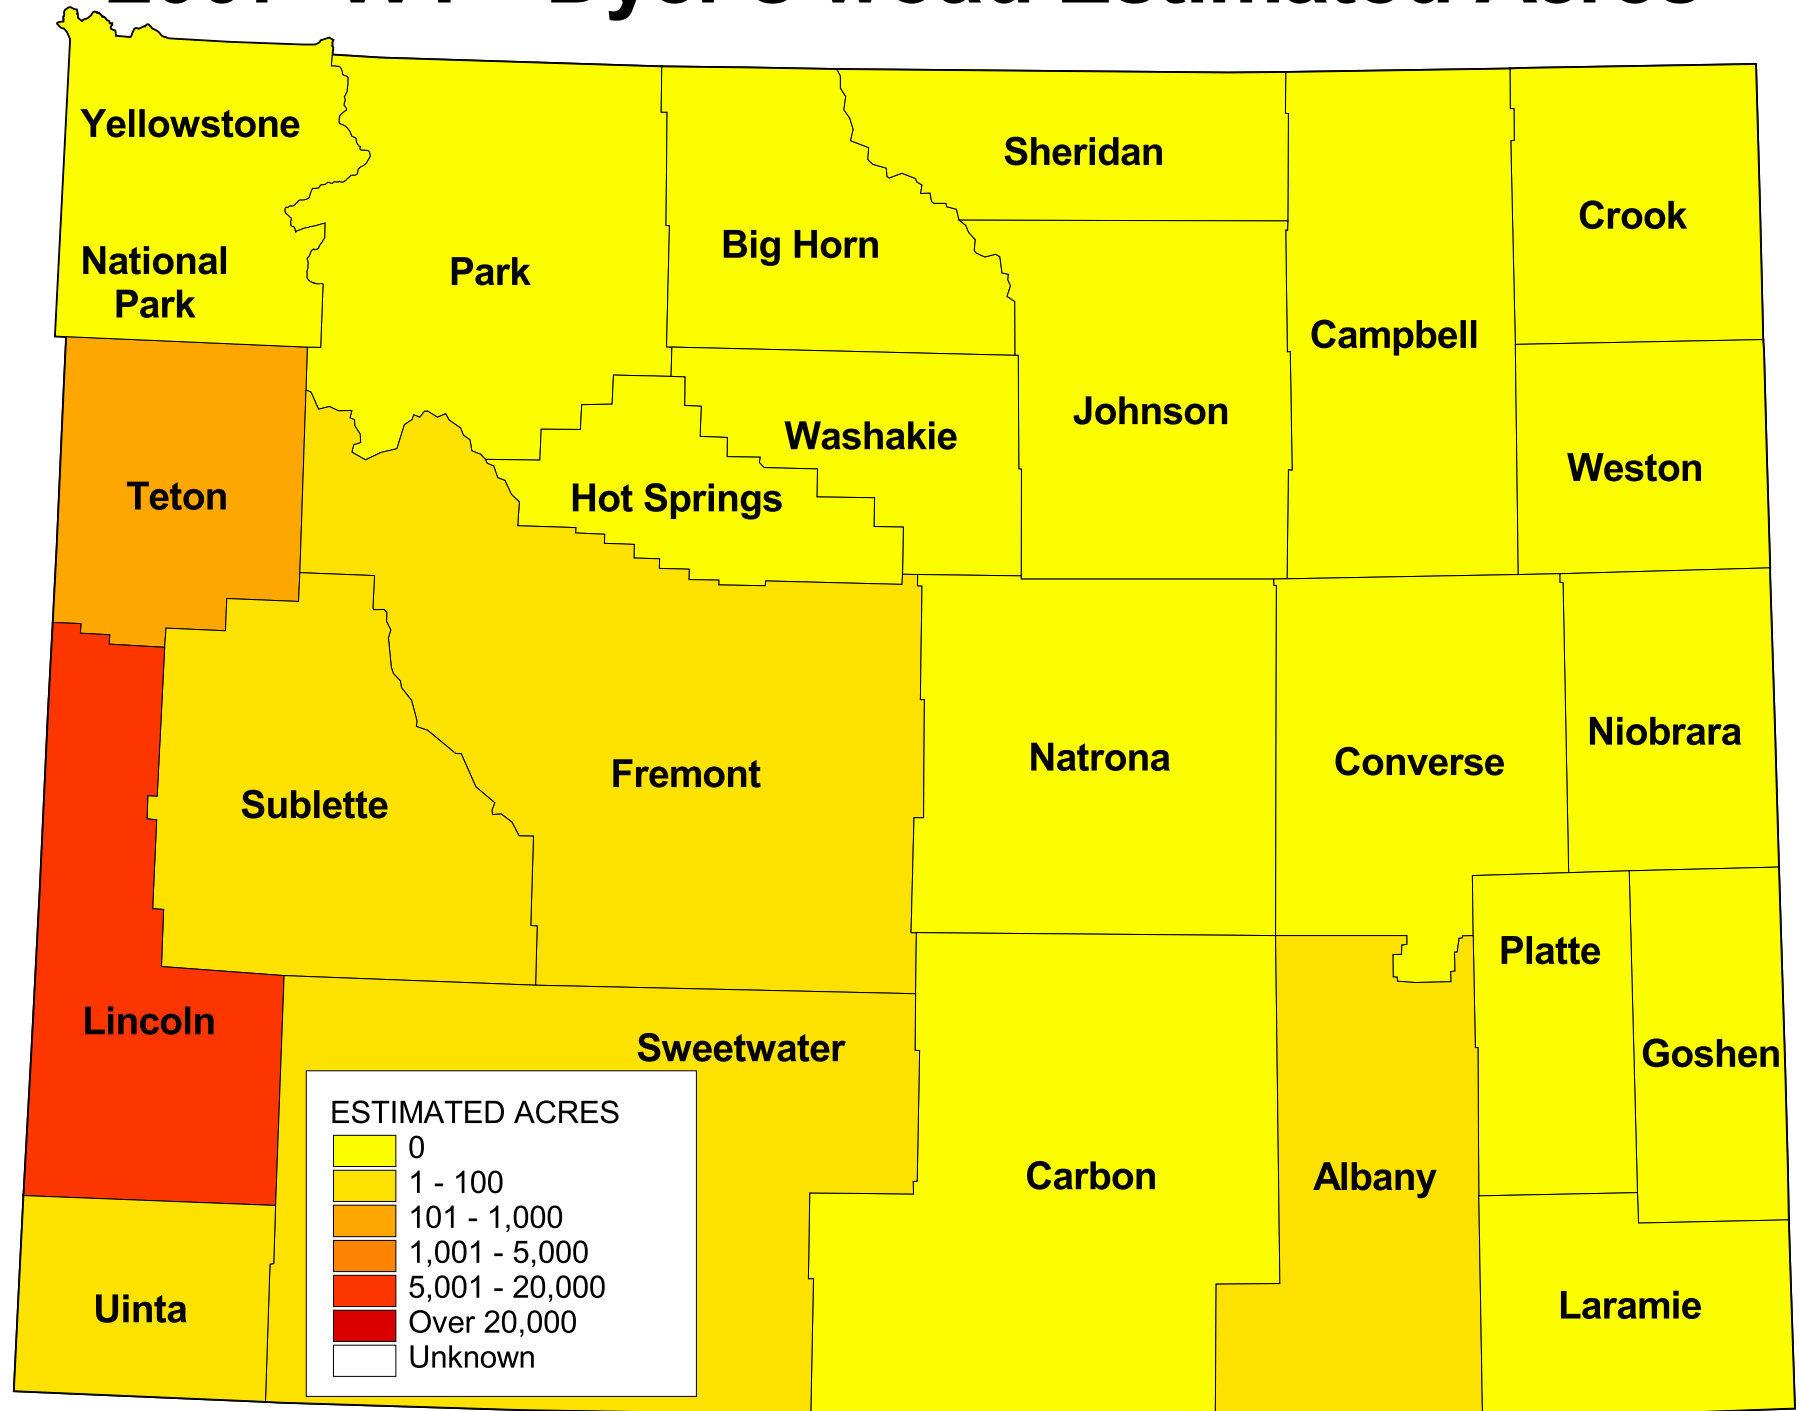 Estimated Acres
Yellowstone
National
Park
Park
Big Horn
Sheridan
Crook
Campbell
Johnson
Washakie
Weston
Hot Springs
Teton
Sublette
Fremont
Natrona
Converse
Niobrara
Platte
Goshen
Lincoln
Sweetwater
Carbon
Albany
Laramie
Uinta
ESTIMATED ACRES
0
1 - 100
101 - 1,000
1,001 - 5,000
5,001 - 20,000
Over 20,000
Unknown